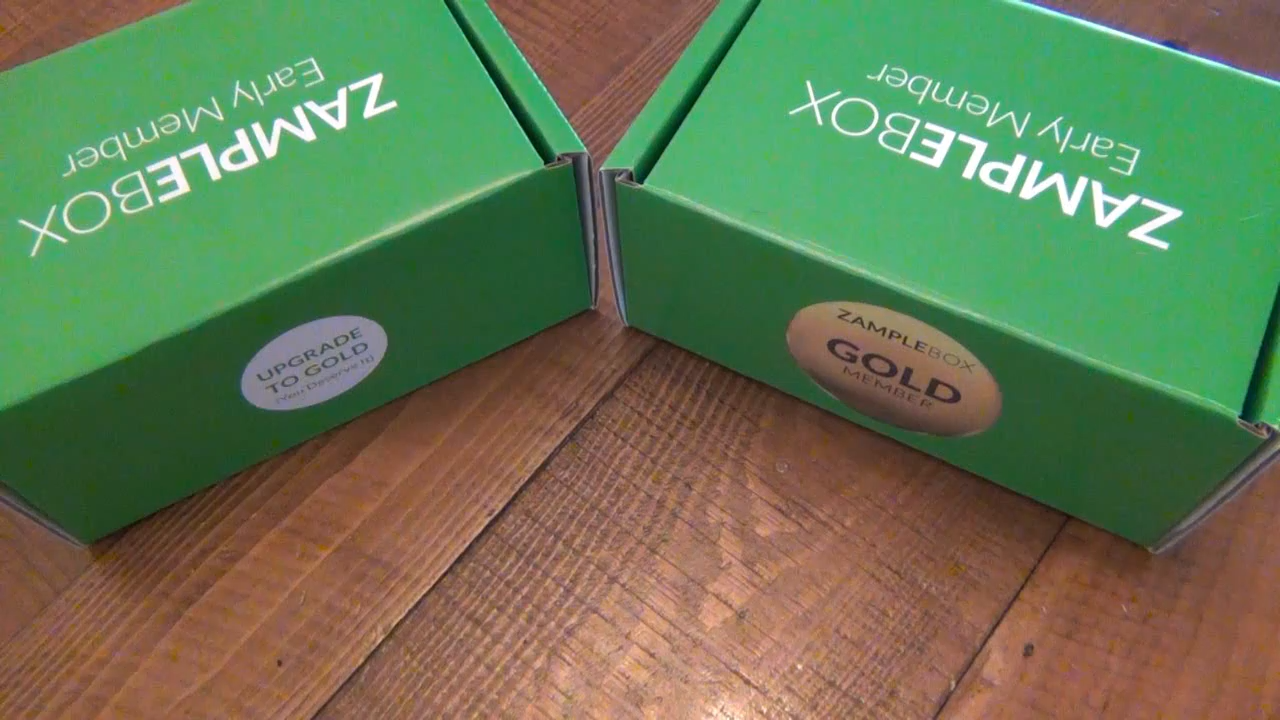 ZAMPLEBOX
Early Member
UPGRADE
TO GOLD
(You Deserve It)
ZAMPLEBOX
Early Member
ZAMPLEBOX
GOLD
MEMBER